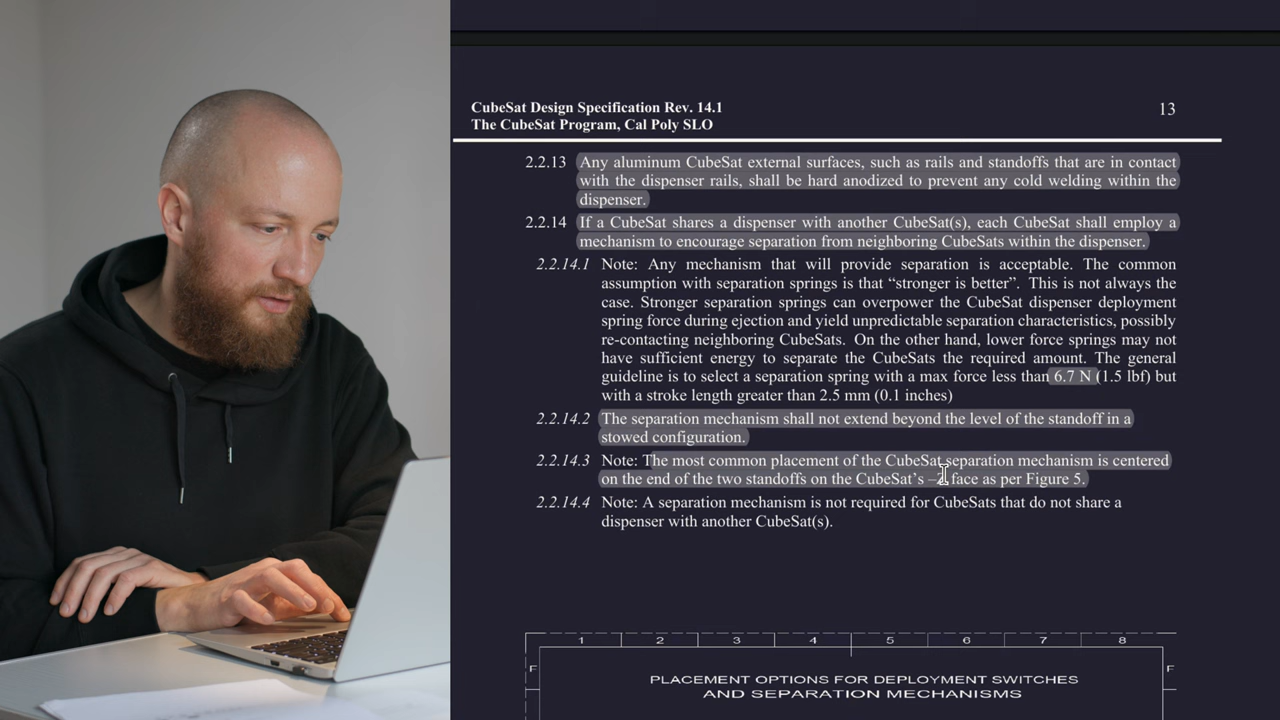 CubeSat Design Specification Rev. 14.1
13
The CubeSat Program, Cal Poly SLO
2.2.13 Any aluminum CubeSat external surfaces, such as rails and standoffs that are in contact
with the dispenser rails, shall be hard anodized to prevent any cold welding within the
dispenser.
2.2.14 If a CubeSat shares a dispenser with another CubeSat(s), each CubeSat shall employ a
mechanism to encourage separation from neighboring CubeSats within the dispenser.
2.2.14.1 Note: Any mechanism that will provide separation is acceptable. The common
assumption with separation springs is that “stronger is better”. This is not always the
case. Stronger separation springs can overpower the CubeSat dispenser deployment
spring force during ejection and yield unpredictable separation characteristics, possibly
re-contacting neighboring CubeSats. On the other hand, lower force springs may not
have sufficient energy to separate the CubeSats the required amount. The general
guideline is to select a separation spring with a max force less than 6.7 N (1.5 lbf) but
with a stroke length greater than 2.5 mm (0.1 inches)
2.2.14.2 The separation mechanism shall not extend beyond the level of the standoff in a
stowed configuration.
2.2.14.3 Note: The most common placement of the CubeSat separation mechanism is centered
on the end of the two standoffs on the CubeSat’s –Z face as per Figure 5.
2.2.14.4 Note: A separation mechanism is not required for CubeSats that do not share a
dispenser with another CubeSat(s).
1 2 3 4 5 6 7 8
F F
PLACEMENT OPTIONS FOR DEPLOYMENT SWITCHES
AND SEPARATION MECHANISMS